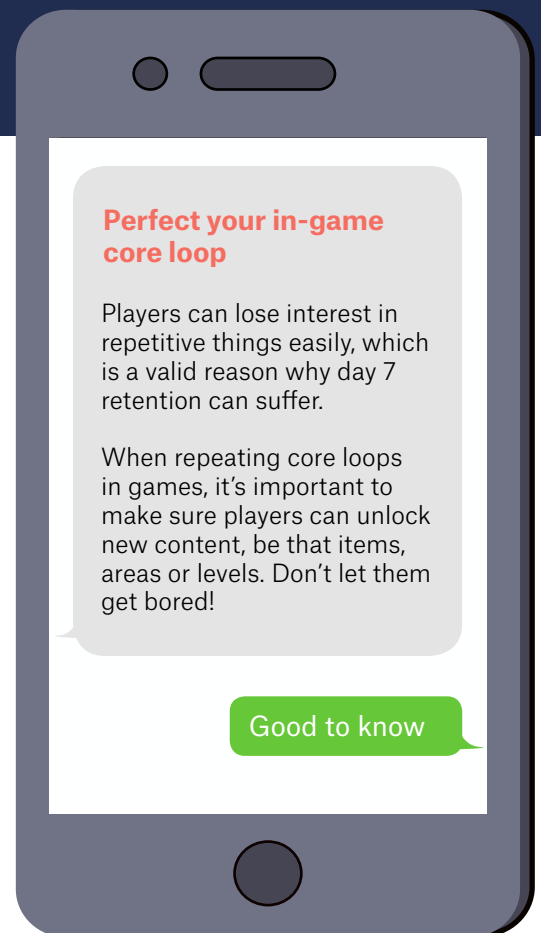 Perfect your in-game
core loop
Players can lose interest in
repetitive things easily, which
is a valid reason why day 7
retention can suffer.
When repeating core loops
in games, it’s important to
make sure players can unlock
new content, be that items,
areas or levels. Don’t let them
get bored!
Good to know